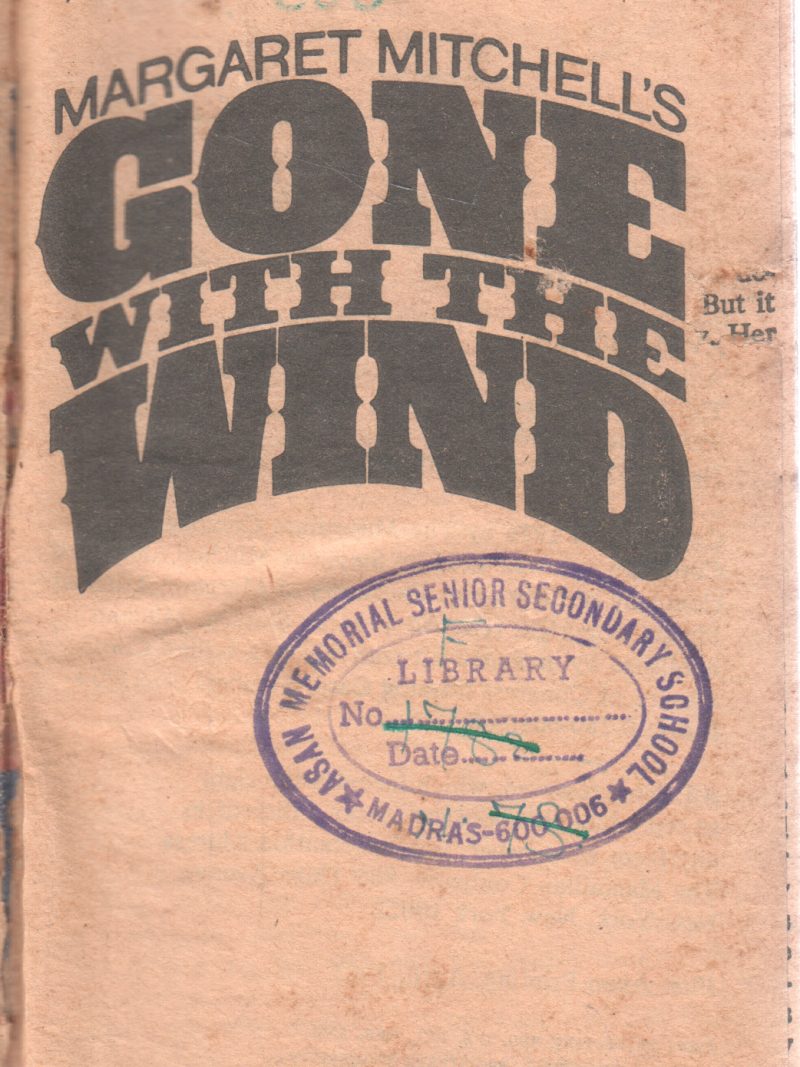 MARGARET MITCHELL'S
GONE
WITH THE
WIND
But it
Her
ASAN MEMORIAL SENIOR SECONDARY SCHOOL
F
LIBRARY
No.
Date
★ MADRAS-600 006 ★
78